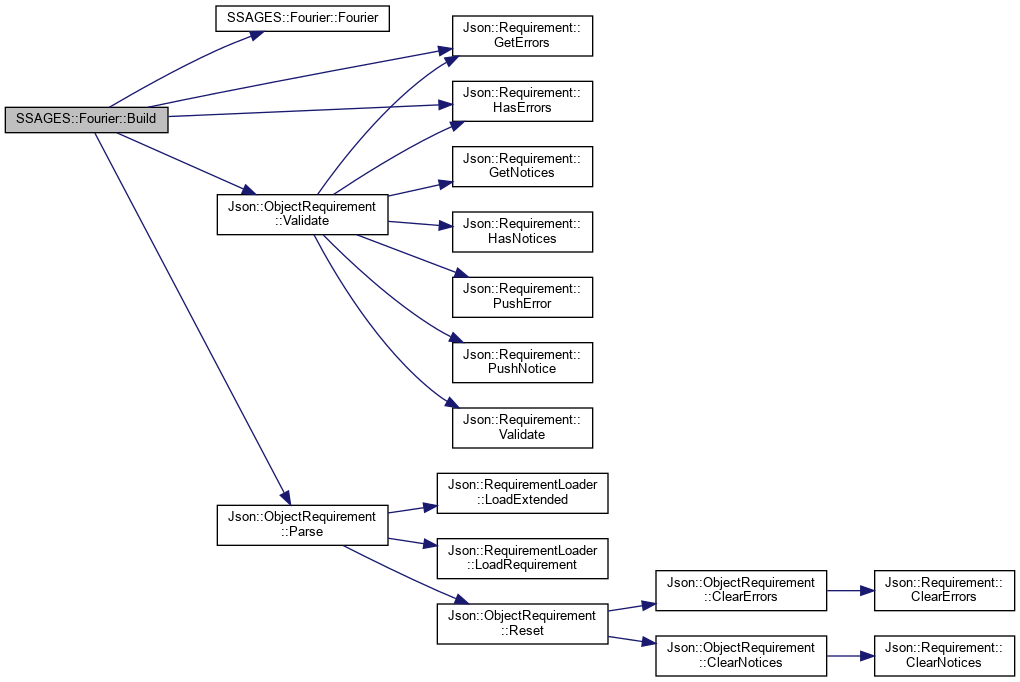 SSAGES::Fourier::Build
SSAGES::Fourier::Fourier
Json::Requirement::
GetErrors
Json::Requirement::
HasErrors
Json::Requirement::
GetNotices
Json::ObjectRequirement
::Validate
Json::Requirement::
HasNotices
Json::Requirement::
PushError
Json::Requirement::
PushNotice
Json::Requirement::
Validate
Json::ObjectRequirement
::Parse
Json::RequirementLoader
::LoadExtended
Json::RequirementLoader
::LoadRequirement
Json::ObjectRequirement
::Reset
Json::ObjectRequirement
::ClearErrors
Json::Requirement::
ClearErrors
Json::ObjectRequirement
::ClearNotices
Json::Requirement::
ClearNotices